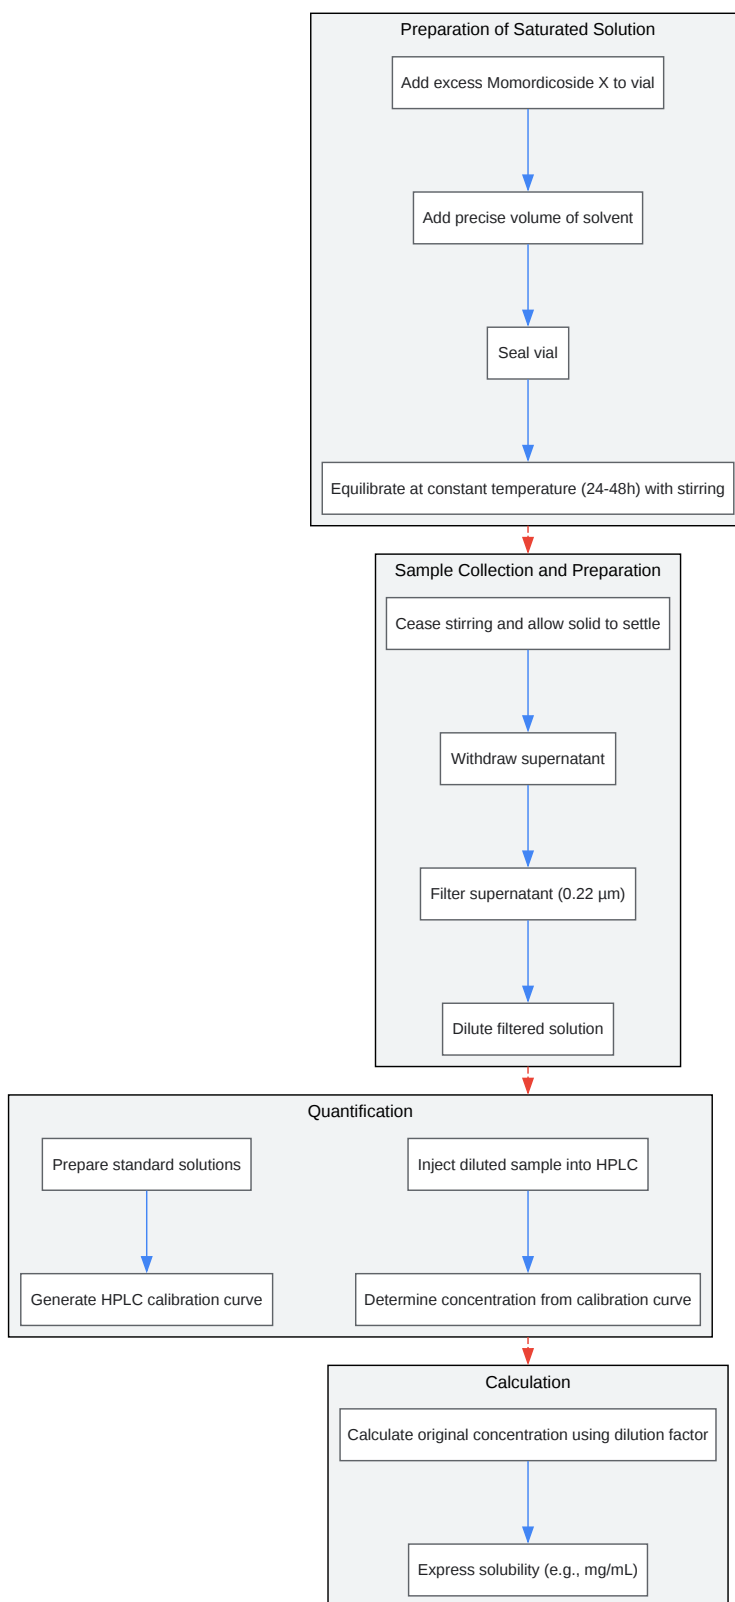 Preparation of Saturated Solution
Add excess Momordicoside X to vial
Add precise volume of solvent
Seal vial
Equilibrate at constant temperature (24-48h) with stirring
Sample Collection and Preparation
Cease stirring and allow solid to settle
Withdraw supernatant
Filter supernatant (0.22 µm)
Dilute filtered solution
Quantification
Prepare standard solutions
Inject diluted sample into HPLC
Generate HPLC calibration curve
Determine concentration from calibration curve
Calculation
Calculate original concentration using dilution factor
Express solubility (e.g., mg/mL)